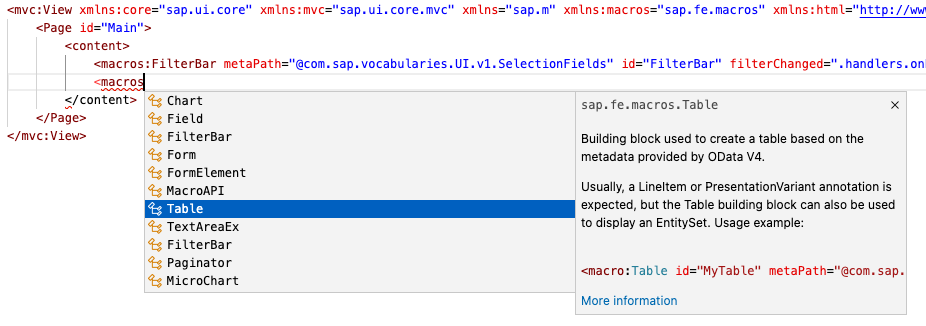 <mvc:View xmlns:core="sap.ui.core" xmlns:mvc="sap.ui.core.mvc" xmlns="sap.m" xmlns:macros="sap.fe.macros" xmlns:html="http://ww
<Page id="Main">
<content>
<macros:FilterBar metaPath="@com.sap.vocabularies.UI.v1.SelectionFields" id="FilterBar" filterChanged=".handlers.onl
<macros
</content>
</Page>
</mvc:View>
Chart
Field
FilterBar
Form
FormElement
MacroAPI
Table
TextAreaEx
FilterBar
Paginator
MicroChart
sap.fe.macros.Table ×
Building block used to create a table based on the
metadata provided by OData V4.
Usually, a LineItem or PresentationVariant annotation is
expected, but the Table building block can also be used
to display an EntitySet. Usage example:
<macro:Table id="MyTable" metaPath="@com.sap.
More information